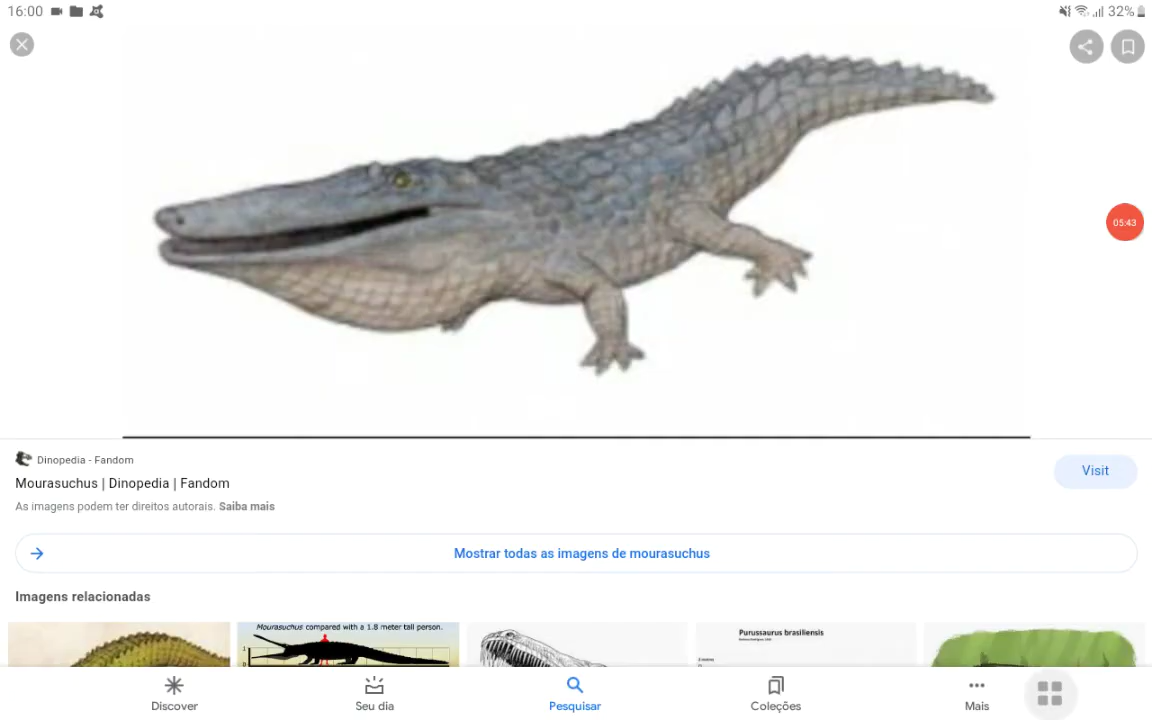 16:00
32%
05:43
Dinopedia - Fandom
Mourasuchus | Dinopedia | Fandom
Visit
As imagens podem ter direitos autorais. Saiba mais
Mostrar todas as imagens de mourasuchus
Imagens relacionadas
Mourasuchus compared with a 1.8 meter tall person.
1
0
Purussaurus brasiliensis
Discover
Seu dia
Pesquisar
Coleções
Mais